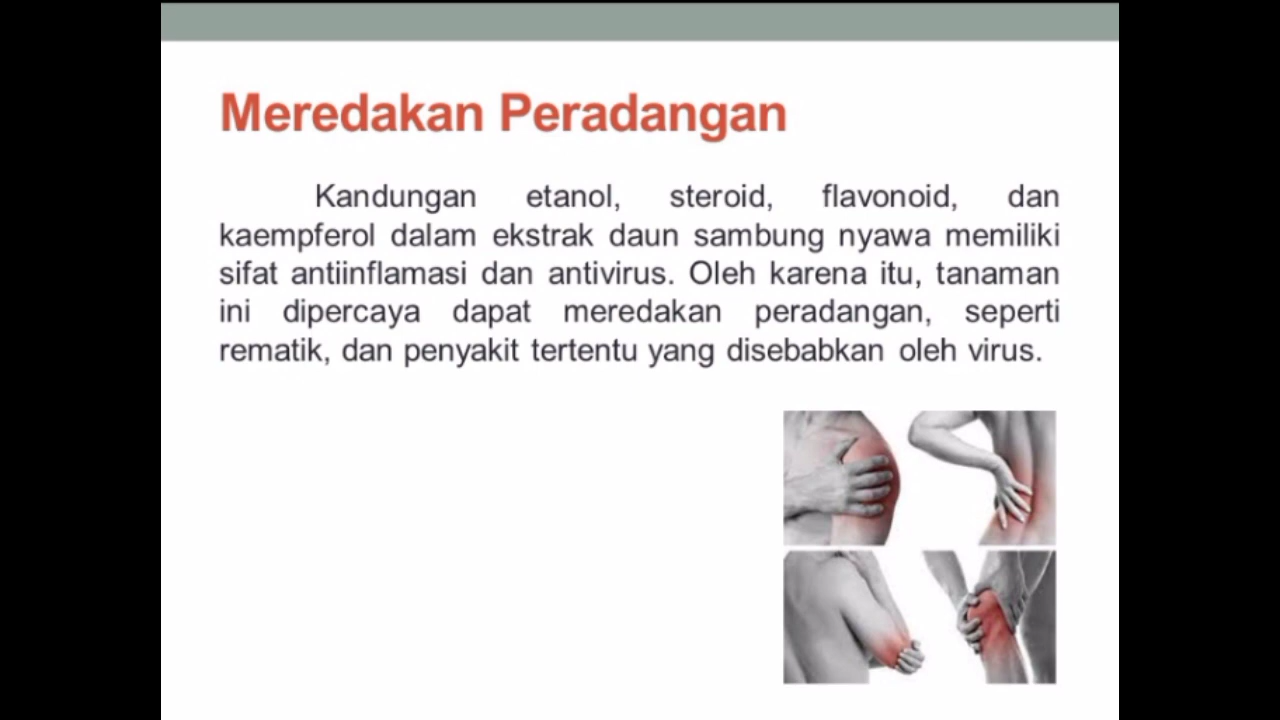 Meredakan Peradangan
Kandungan etanol, steroid, flavonoid, dan
kaempferol dalam ekstrak daun sambung nyawa memiliki
sifat antiinflamasi dan antivirus. Oleh karena itu, tanaman
ini dipercaya dapat meredakan peradangan, seperti
rematik, dan penyakit tertentu yang disebabkan oleh virus.